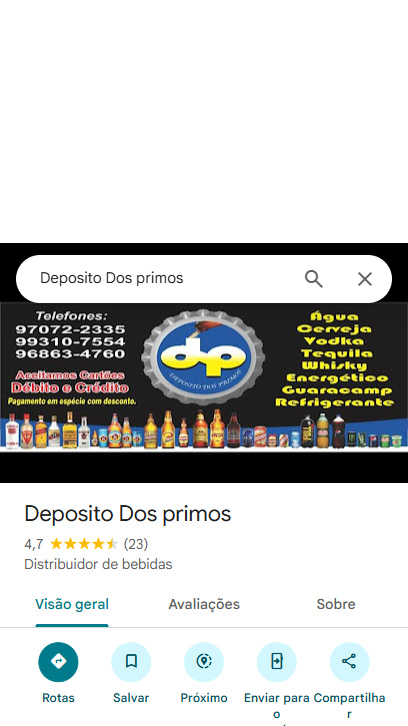 Deposito Dos primos
Telefones:
97072-2335
99310-7554
96863-4760
Aceitamos Cartões
Débito e Crédito
Pagamento em espécie com desconto.
dp
DEPOSITO DOS PRIMOS
Água
Cerveja
Vodka
Tequila
Whisky
Energético
Guaracamp
Refrigerante
Deposito Dos primos
4,7 (23)
Distribuidor de bebidas
Visão geral
Avaliações
Sobre
Rotas
Salvar
Próximo
Enviar para
o
Compartilha
r